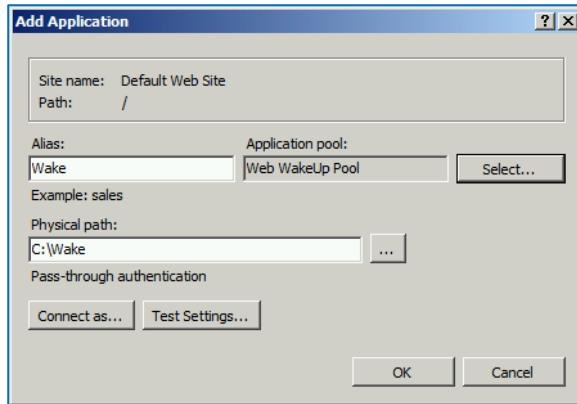 Add Application
? X
Site name: Default Web Site
Path: /
Alias: Application pool:
Wake Web WakeUp Pool Select...
Example: sales
Physical path:
C:\Wake ...
Pass-through authentication
Connect as... Test Settings...
OK Cancel